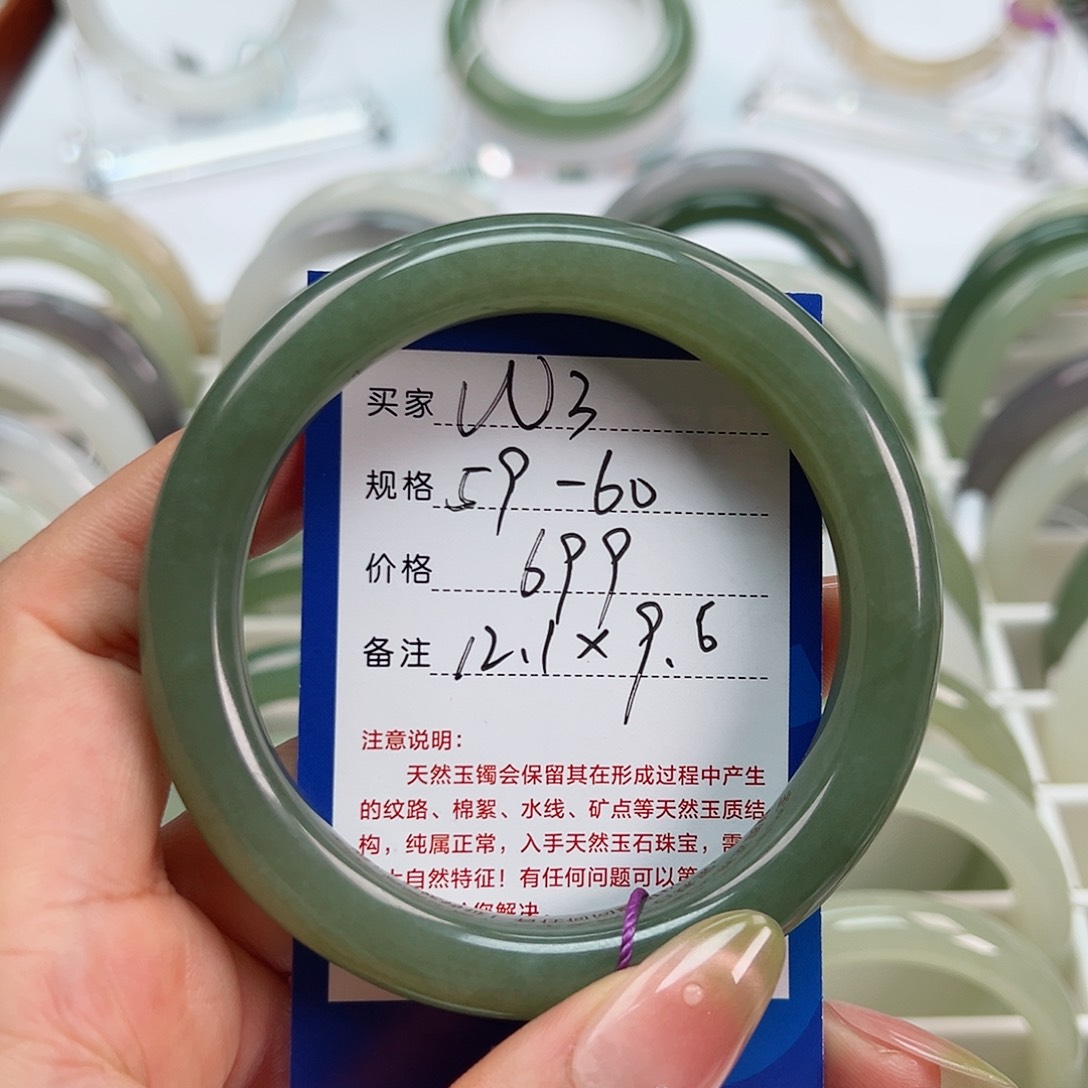 买家 W3
规格 59-60
价格 699
备注 12.1×9.6
注意说明：
天然玉镯会保留其在形成过程中产生
的纹路、棉絮、水线、矿点等天然玉质结
构，纯属正常，入手天然玉石珠宝，需
自然特征！有任何问题可以
您解决